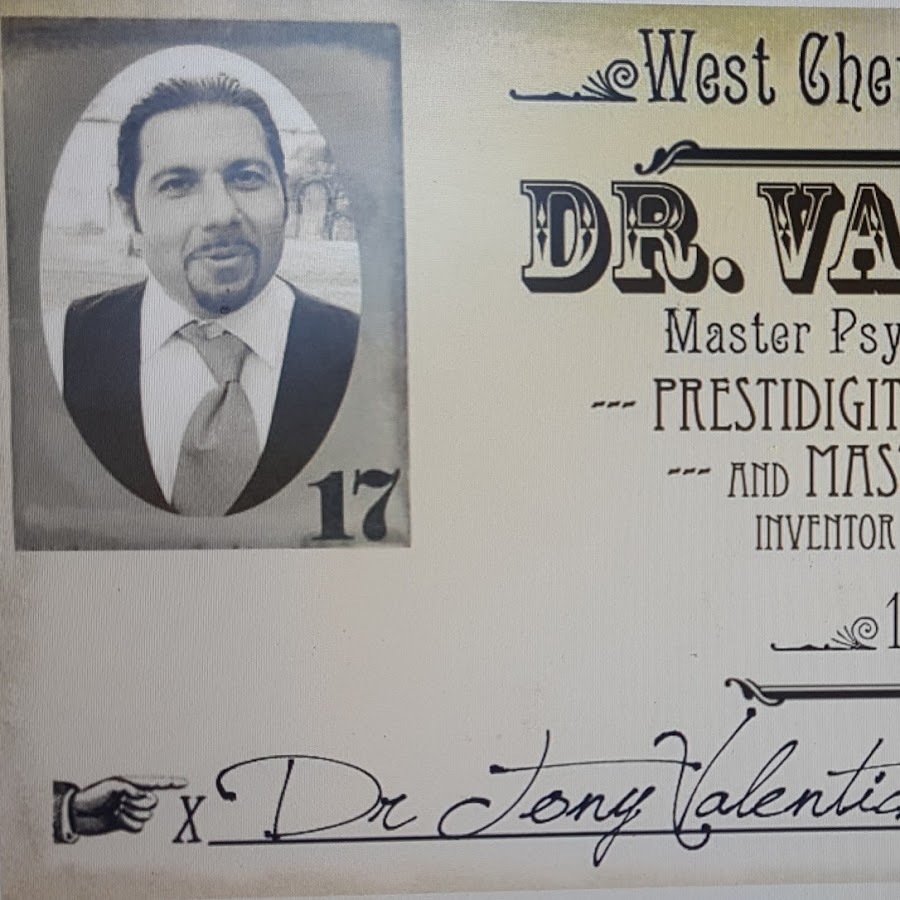 West Che
DR. VA
Master Psy
--- PRESTIDIGIT
--- AND MAS
INVENTOR
17
1
X Dr Tony Valenti